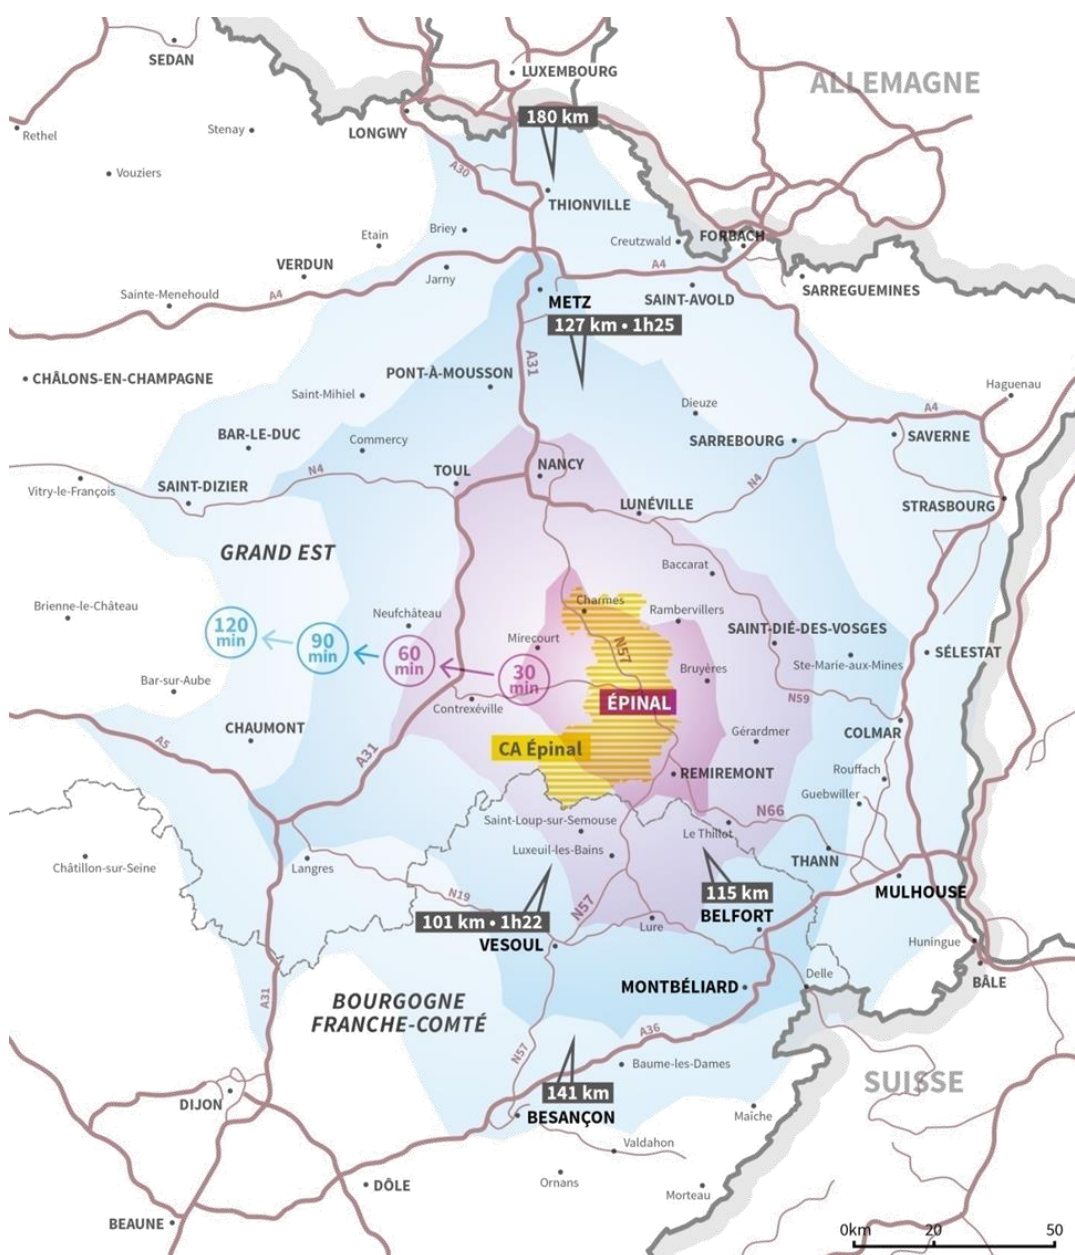 SEDAN
LUXEMBOURG
ALLEMAGNE
Rethel
Stenay
LONGWY
180 km
Vouziers
A30
THIONVILLE
Etain
Briey
Creutzwald
FORBACH
VERDUN
Jarny
A4
SARREGUEMINES
Sainte-Menehould
A4
METZ
SAINT-AVOLD
127 km • 1h25
A31
CHÂLONS-EN-CHAMPAGNE
PONT-À-MOUSSON
Saint-Mihiel
Dieuze
Haguenau
A4
BAR-LE-DUC
Commercy
SARREBOURG
SAVERNE
N4
TOUL
NANCY
N4
Vitry-le-François
SAINT-DIZIER
LUNÉVILLE
STRASBOURG
GRAND EST
Baccarat
Brienne-le-Château
Neufchâteau
Charmes
Rambervillers
120
min
90
min
60
min
30
min
Mirecourt
N57
SAINT-DIÉ-DES-VOSGES
Ste-Marie-aux-Mines
SÉLESTAT
Bar-sur-Aube
Bruyères
Contrexéville
ÉPINAL
N59
CHAUMONT
A5
A31
CA Épinal
Gérardmer
COLMAR
REMIREMONT
Rouffach
Guebwiller
Saint-Loup-sur-Semouse
Le Thillot
N66
Châtillon-sur-Seine
Langres
Luxeuil-les-Bains
THANN
N19
MULHOUSE
101 km • 1h22
N57
115 km
BELFORT
VESOUL
Lure
Huningue
BÂLE
Delle
A31
BOURGOGNE
FRANCHE-COMTÉ
MONTBÉLIARD
A36
N57
Baume-les-Dames
SUISSE
DIJON
141 km
BESANÇON
Maîche
Valdahon
DÔLE
Ornans
Morteau
BEAUNE
0km
20
50